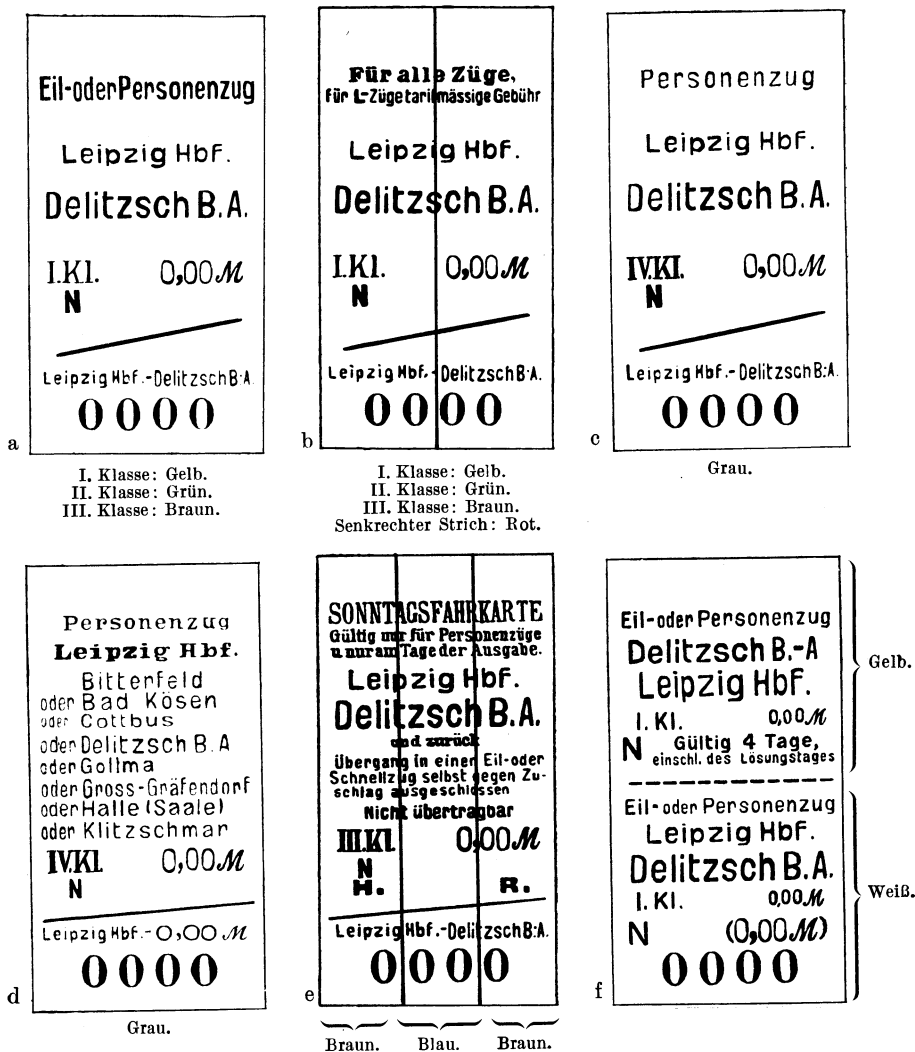 Eil-oder Personenzug
Leipzig Hbf.
Delitzsch B.A.
I.Kl. 0,00 M
N
Leipzig Hbf.-Delitzsch B.A.
0000
a
I. Klasse: Gelb.
II. Klasse: Grün.
III. Klasse: Braun.
Für alle Züge,
für L-Züge tarifmässige Gebühr
Leipzig Hbf.
Delitzsch B.A.
I.Kl. 0,00 M
N
Leipzig Hbf.-Delitzsch B.A.
0000
b
I. Klasse: Gelb.
II. Klasse: Grün.
III. Klasse: Braun.
Senkrechter Strich: Rot.
Personenzug
Leipzig Hbf.
Delitzsch B.A.
IV.Kl. 0,00 M
N
Leipzig Hbf.-Delitzsch B.A.
0000
c
Grau.
Personenzug
Leipzig Hbf.
Bitterfeld
oder Bad Kösen
oder Cottbus
oder Delitzsch B.A
oder Gollma
oder Gross-Gräfendorf
oder Halle (Saale)
oder Klitzschmar
IV.Kl. 0,00 M
N
Leipzig Hbf.-0,00 M
0000
d
Grau.
SONNTAGSFAHRKARTE
Gültig nur für Personenzüge
u nur am Tage der Ausgabe.
Leipzig Hbf.
Delitzsch B.A.
und zurück
Übergang in einen Eil-oder
Schnellzug selbst gegen Zu-
schlag ausgeschlossen
Nicht übertragbar
III.Kl. 0,00 M
N
H. R.
Leipzig Hbf.-Delitzsch B.A.
0000
e
Braun. Blau. Braun.
Eil-oder Personenzug
Delitzsch B.-A
Leipzig Hbf.
I. Kl. 0,00 M
N Gültig 4 Tage,
einschl. des Lösungstages
Gelb.
Eil-oder Personenzug
Leipzig Hbf.
Delitzsch B.A.
I. Kl. 0,00 M
N (0,00 M)
0000
Weiß.
f